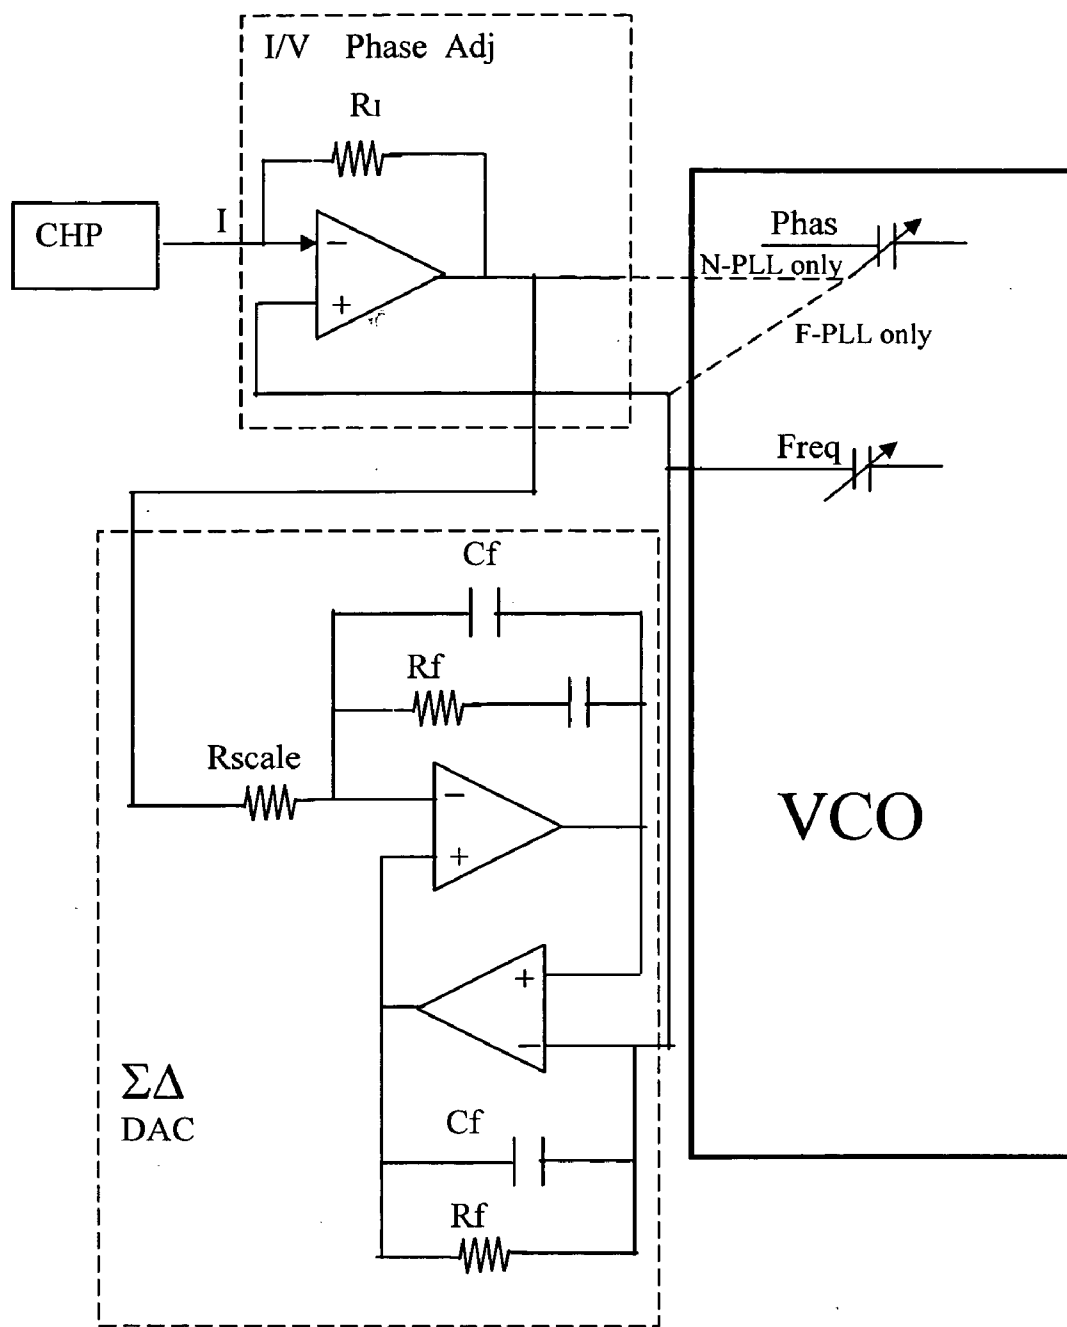 I/V Phase Adj
RI
CHP
I
−
+
Phas
N-PLL only
F-PLL only
Freq
Cf
Rf
Rscale
−
+
VCO
+
−
ΣΔ
DAC
Cf
Rf